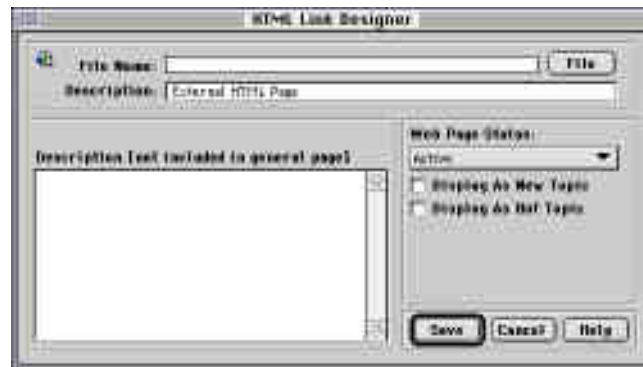 HTML Link Designer
File Name:
File
Description:
External HTML Page
Description [not included in general page]
Web Page Status:
Active
Display As New Topic
Display As Hot Topic
Save
Cancel
Help